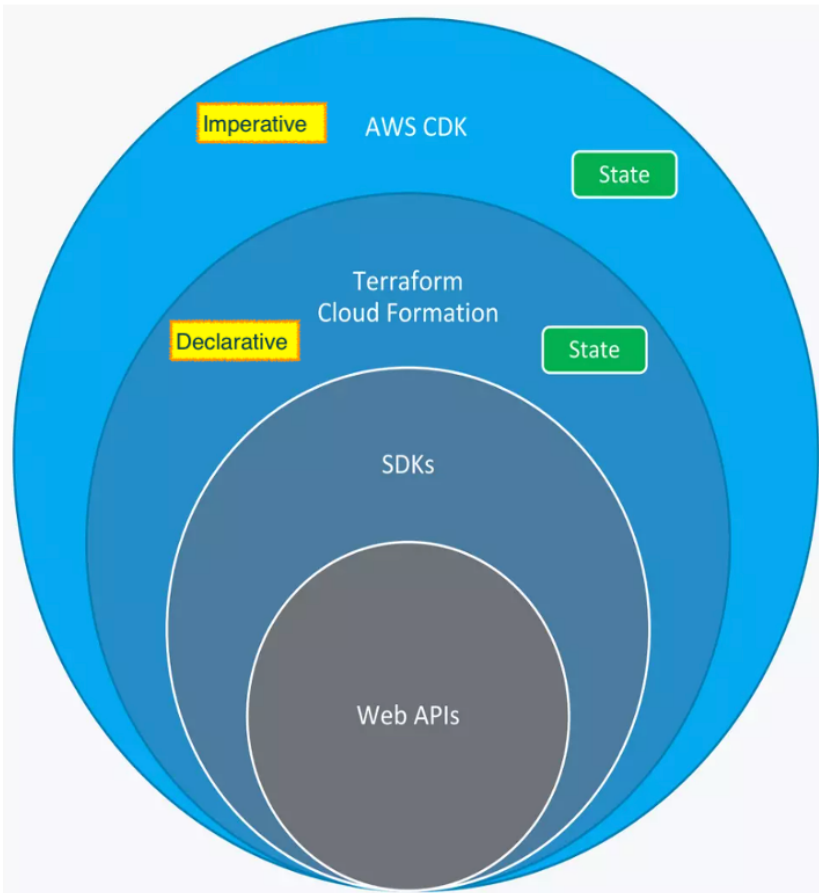 Imperative
AWS CDK
State
Terraform
Cloud Formation
Declarative
State
SDKs
Web APIs